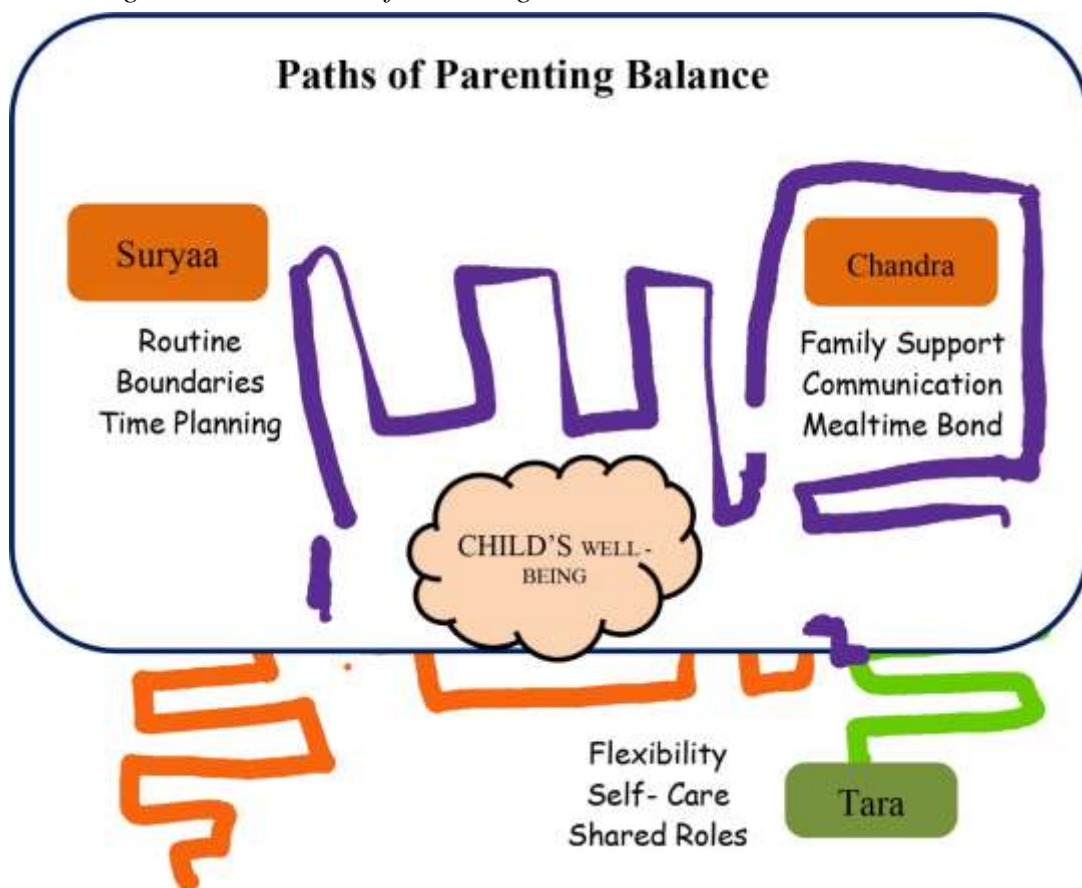 Paths of Parenting Balance
Suryaa
Routine
Boundaries
Time Planning
Chandra
Family Support
Communication
Mealtime Bond
CHILD'S WELL -
BEING
Flexibility
Self- Care
Shared Roles
Tara